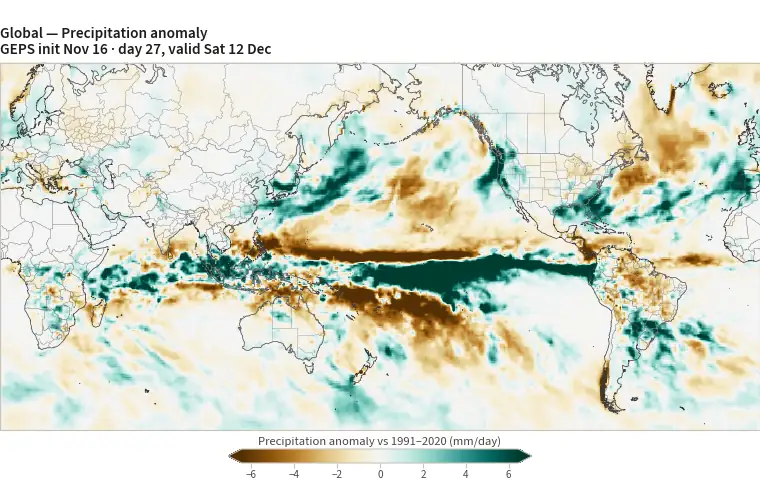 Global — Precipitation anomaly
GEPS init Nov 16 · day 27, valid Sat 12 Dec
Precipitation anomaly vs 1991–2020 (mm/day)
−6 −4 −2 0 2 4 6